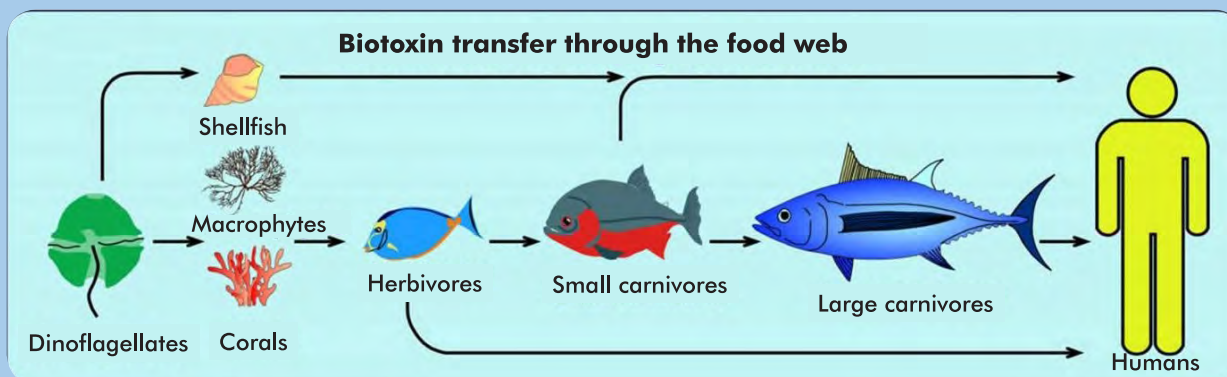 Biotoxin transfer through the food web
Shellfish
Macrophytes
Herbivores
Small carnivores
Large carnivores
Dinoflagellates
Corals
Humans